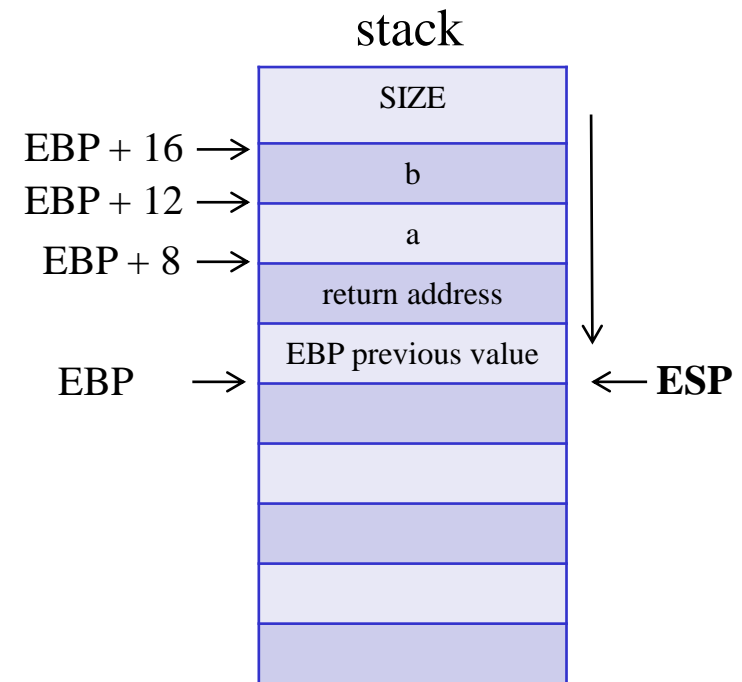 stack
SIZE
EBP + 16
b
EBP + 12
a
EBP + 8
return address
EBP previous value
EBP
ESP